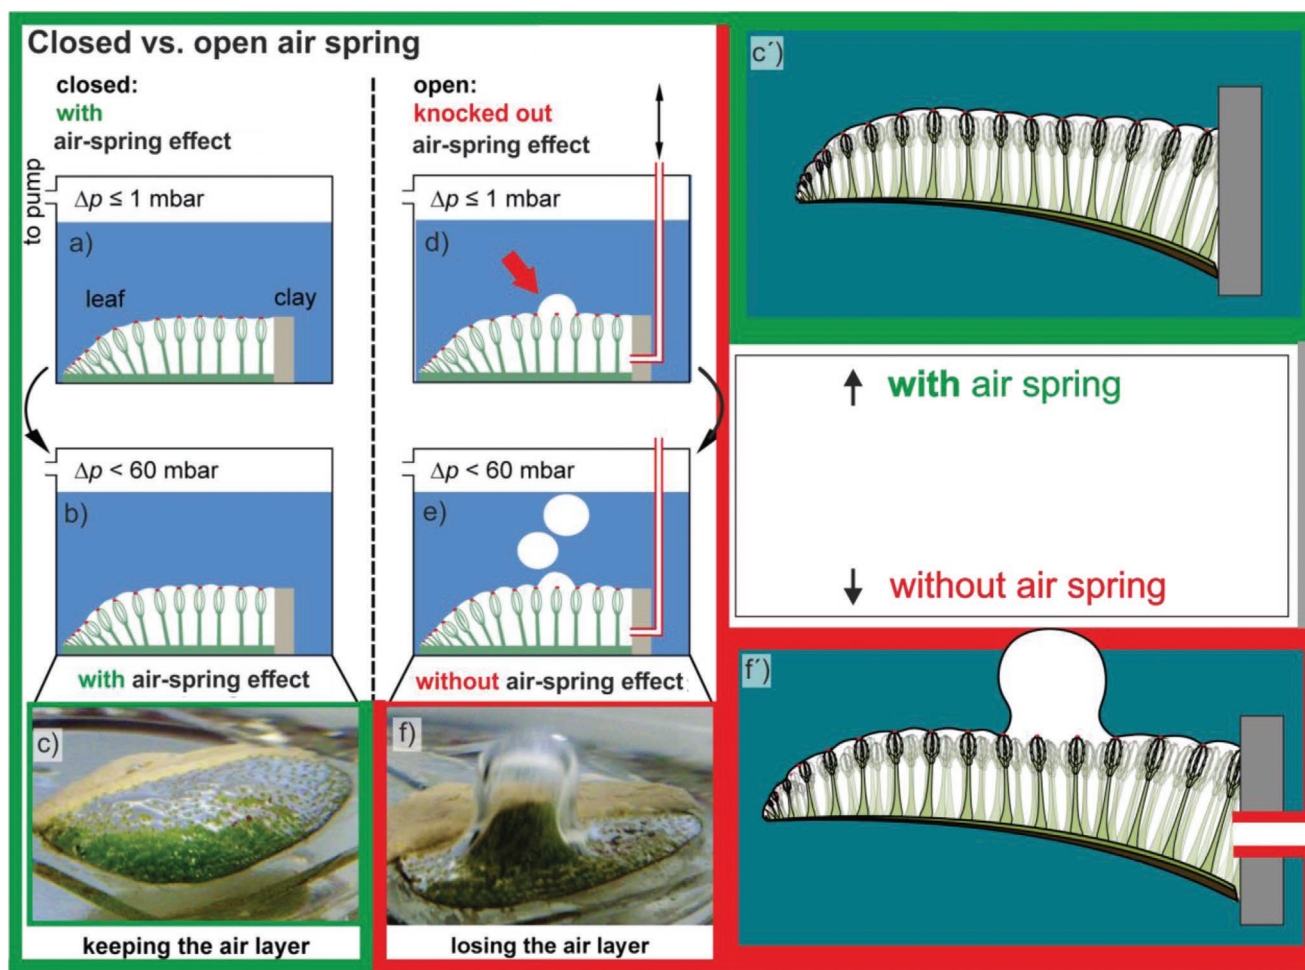 Closed vs. open air spring
closed:
with
air-spring effect
open:
knocked out
air-spring effect
to pump
Δp ≤ 1 mbar
a)
leaf
clay
Δp ≤ 1 mbar
d)
Δp < 60 mbar
b)
Δp < 60 mbar
e)
with air-spring effect
without air-spring effect
c)
f)
keeping the air layer
losing the air layer
c´)
↑ with air spring
↓ without air spring
f´)